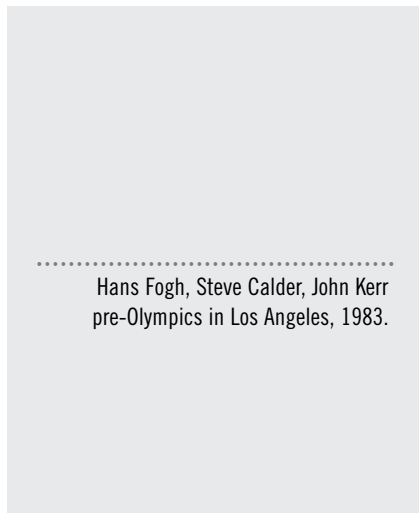 Hans Fogh, Steve Calder, John Kerr
pre-Olympics in Los Angeles, 1983.